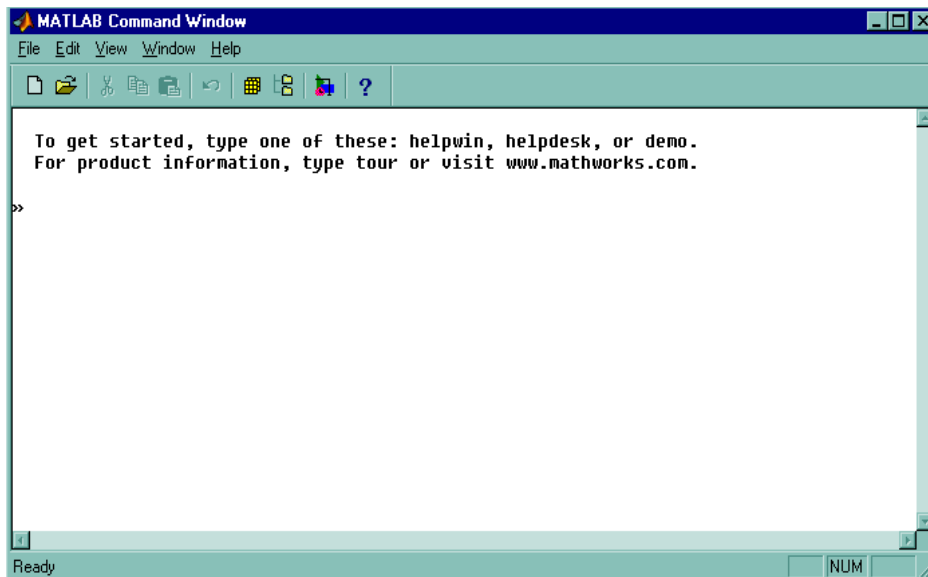 MATLAB Command Window
File Edit View Window Help
?
To get started, type one of these: helpwin, helpdesk, or demo.
For product information, type tour or visit www.mathworks.com.
»
Ready NUM